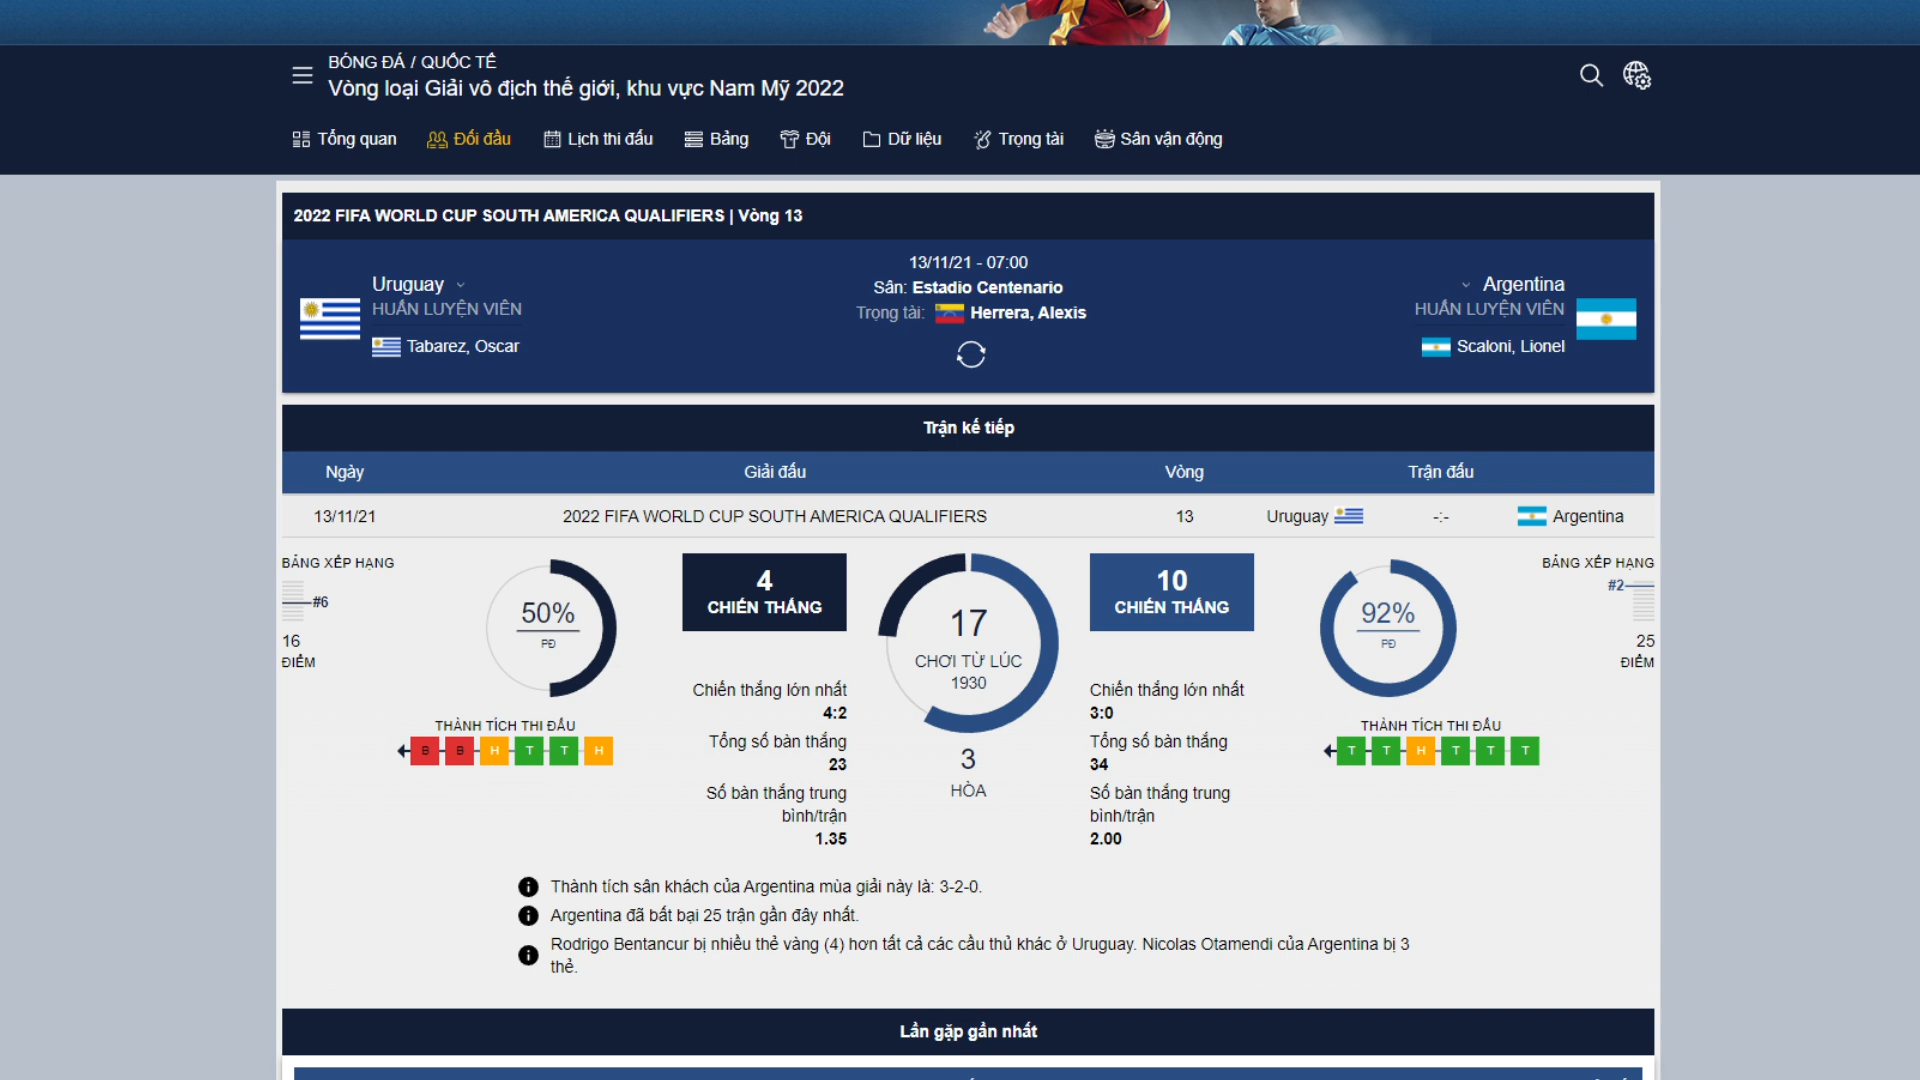 BÓNG ĐÁ / QUỐC TẾ
Vòng loại Giải vô địch thế giới, khu vực Nam Mỹ 2022
Tổng quan
Đối đầu
Lịch thi đấu
Bảng
Đội
Dữ liệu
Trọng tài
Sân vận động
2022 FIFA WORLD CUP SOUTH AMERICA QUALIFIERS | Vòng 13
Uruguay
HUẤN LUYỆN VIÊN
Tabarez, Oscar
13/11/21 - 07:00
Sân: Estadio Centenario
Trọng tài: Herrera, Alexis
Argentina
HUẤN LUYỆN VIÊN
Scaloni, Lionel
Trận kế tiếp
Ngày Giải đấu Vòng Trận đấu
13/11/21 2022 FIFA WORLD CUP SOUTH AMERICA QUALIFIERS 13 Uruguay -:- Argentina
BẢNG XẾP HẠNG
#6
16
ĐIỂM
50%
PĐ
THÀNH TÍCH THI ĐẤU
B B H T T H
4
CHIẾN THẮNG
Chiến thắng lớn nhất
4:2
Tổng số bàn thắng
23
Số bàn thắng trung
bình/trận
1.35
17
CHƠI TỪ LÚC
1930
3
HÒA
10
CHIẾN THẮNG
Chiến thắng lớn nhất
3:0
Tổng số bàn thắng
34
Số bàn thắng trung
bình/trận
2.00
92%
PĐ
THÀNH TÍCH THI ĐẤU
T T H T T T
BẢNG XẾP HẠNG
#2
25
ĐIỂM
Thành tích sân khách của Argentina mùa giải này là: 3-2-0.
Argentina đã bất bại 25 trận gần đây nhất.
Rodrigo Bentancur bị nhiều thẻ vàng (4) hơn tất cả các cầu thủ khác ở Uruguay. Nicolas Otamendi của Argentina bị 3
thẻ.
Lần gặp gần nhất